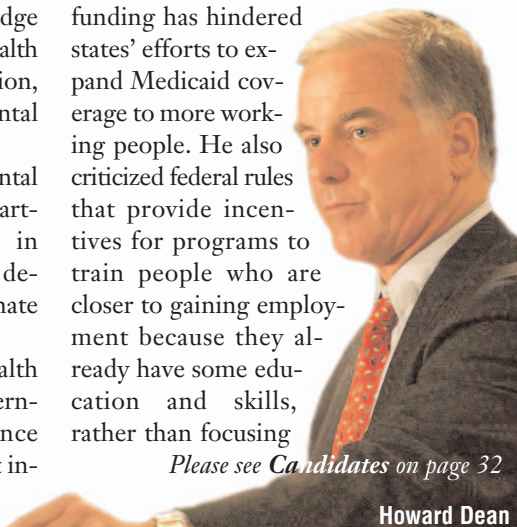 dge
alth
ion,
ntal
ntal
art-
in
de-
nate
alth
ern-
nce
in-
funding has hindered
states' efforts to ex-
pand Medicaid cov-
erage to more work-
ing people. He also
criticized federal rules
that provide incen-
tives for programs to
train people who are
closer to gaining employ-
ment because they al-
ready have some edu-
cation and skills,
rather than focusing
Please see Candidates on page 32
Howard Dean